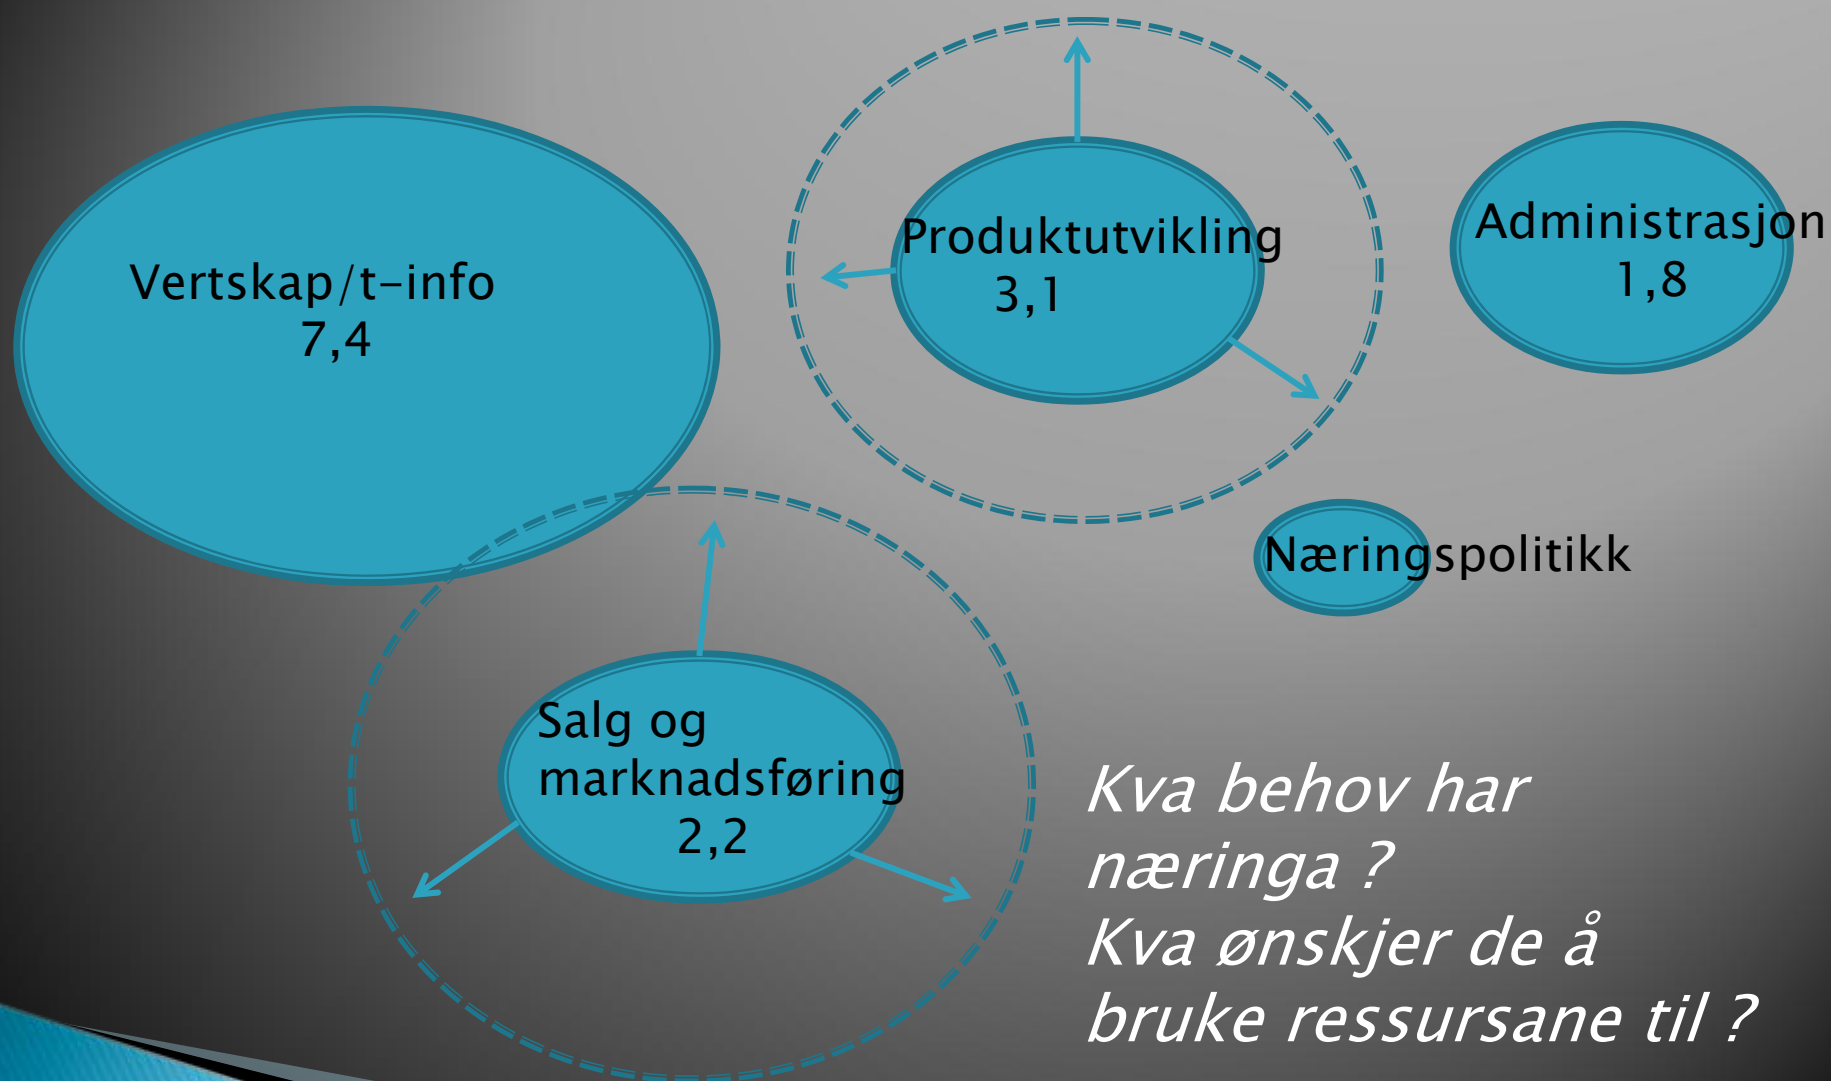 Vertskap/t-info
7,4
Produktutvikling
3,1
Administrasjon
1,8
Næringspolitikk
Salg og
marknadsføring
2,2
Kva behov har
næringa ?
Kva ønskjer de å
bruke ressursane til ?